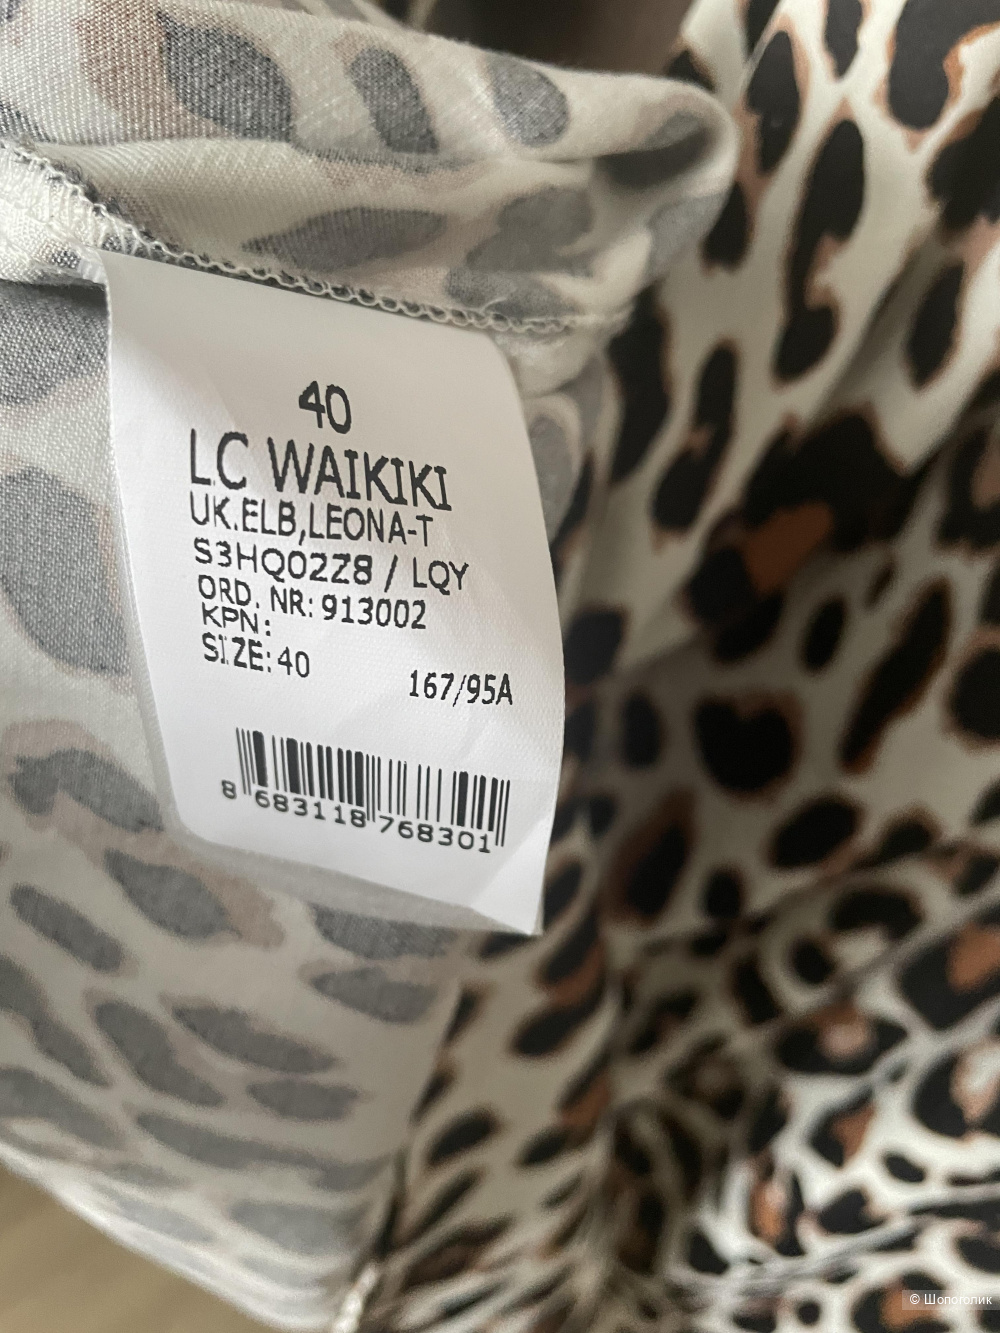 40
LC WAIKIKI
UK.ELB,LEONA-T
S3HQ02Z8 / LQY
ORD. NR: 913002
KPN:
SIZE:40
167/95A
8 683118 768301
© Шопоголик